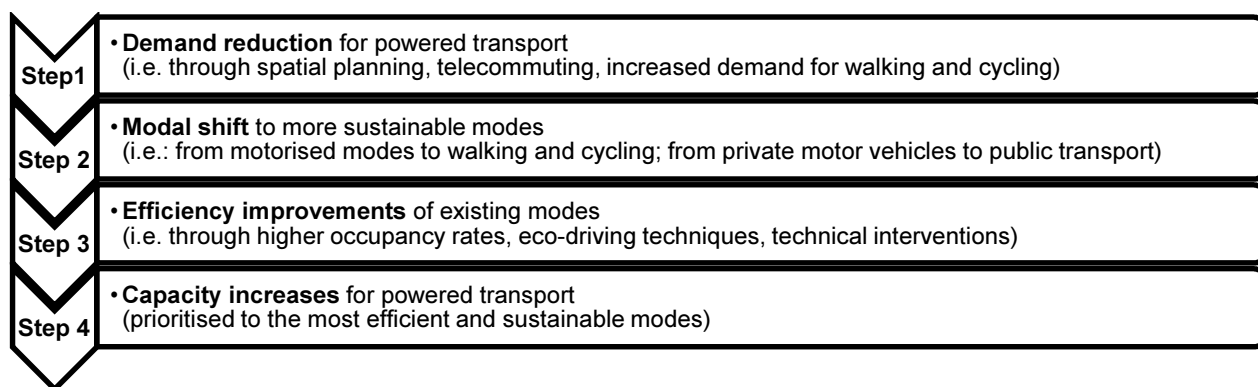 Step1
• Demand reduction for powered transport
(i.e. through spatial planning, telecommuting, increased demand for walking and cycling)
Step 2
• Modal shift to more sustainable modes
(i.e.: from motorised modes to walking and cycling; from private motor vehicles to public transport)
Step 3
• Efficiency improvements of existing modes
(i.e. through higher occupancy rates, eco-driving techniques, technical interventions)
Step 4
• Capacity increases for powered transport
(prioritised to the most efficient and sustainable modes)